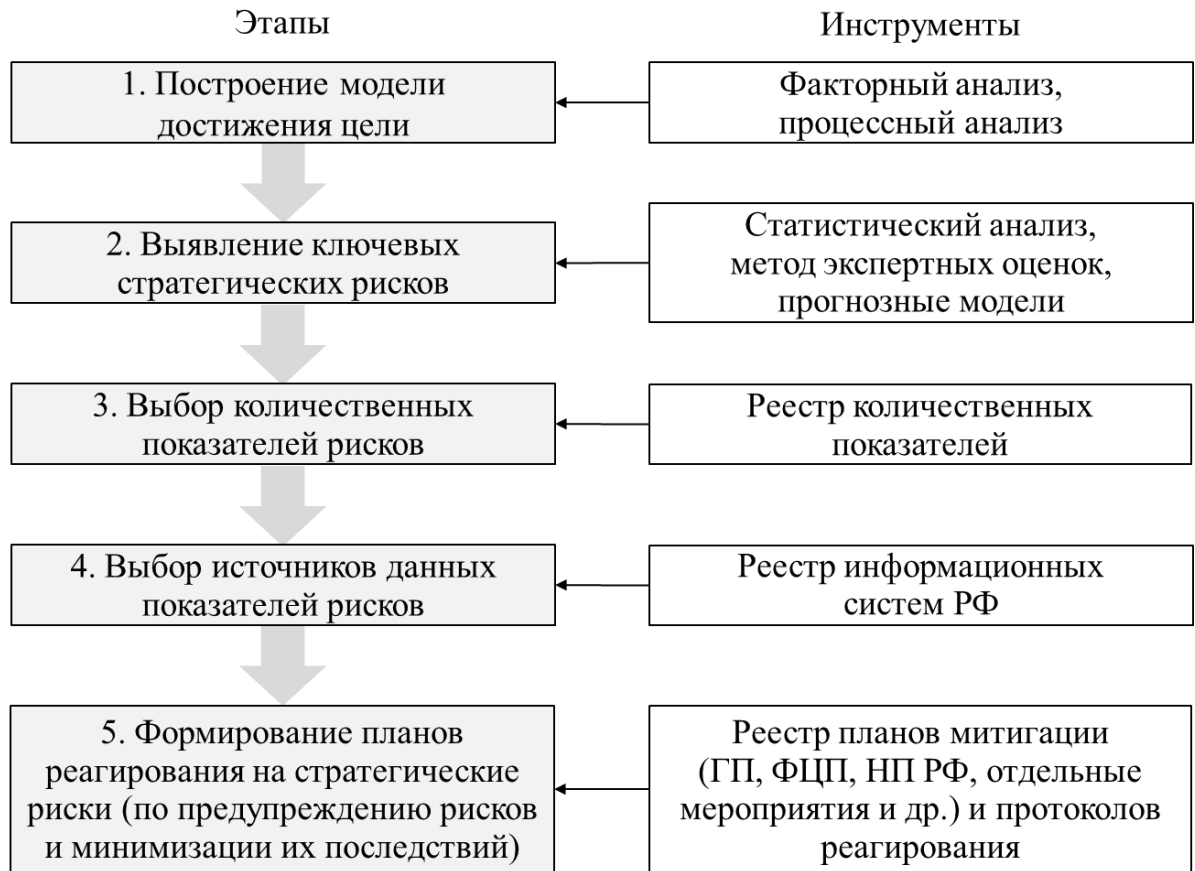 Этапы
Инструменты
1. Построение модели
достижения цели
Факторный анализ,
процессный анализ
2. Выявление ключевых
стратегических рисков
Статистический анализ,
метод экспертных оценок,
прогнозные модели
3. Выбор количественных
показателей рисков
Реестр количественных
показателей
4. Выбор источников данных
показателей рисков
Реестр информационных
систем РФ
5. Формирование планов
реагирования на стратегические
риски (по предупреждению рисков
и минимизации их последствий)
Реестр планов митигации
(ГП, ФЦП, НП РФ, отдельные
мероприятия и др.) и протоколов
реагирования